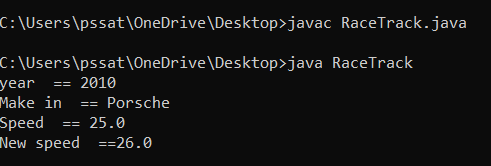 C:\Users\pssat\OneDrive\Desktop>javac RaceTrack.java
C:\Users\pssat\OneDrive\Desktop>java RaceTrack
year  == 2010
Make in  == Porsche
Speed  == 25.0
New speed  ==26.0